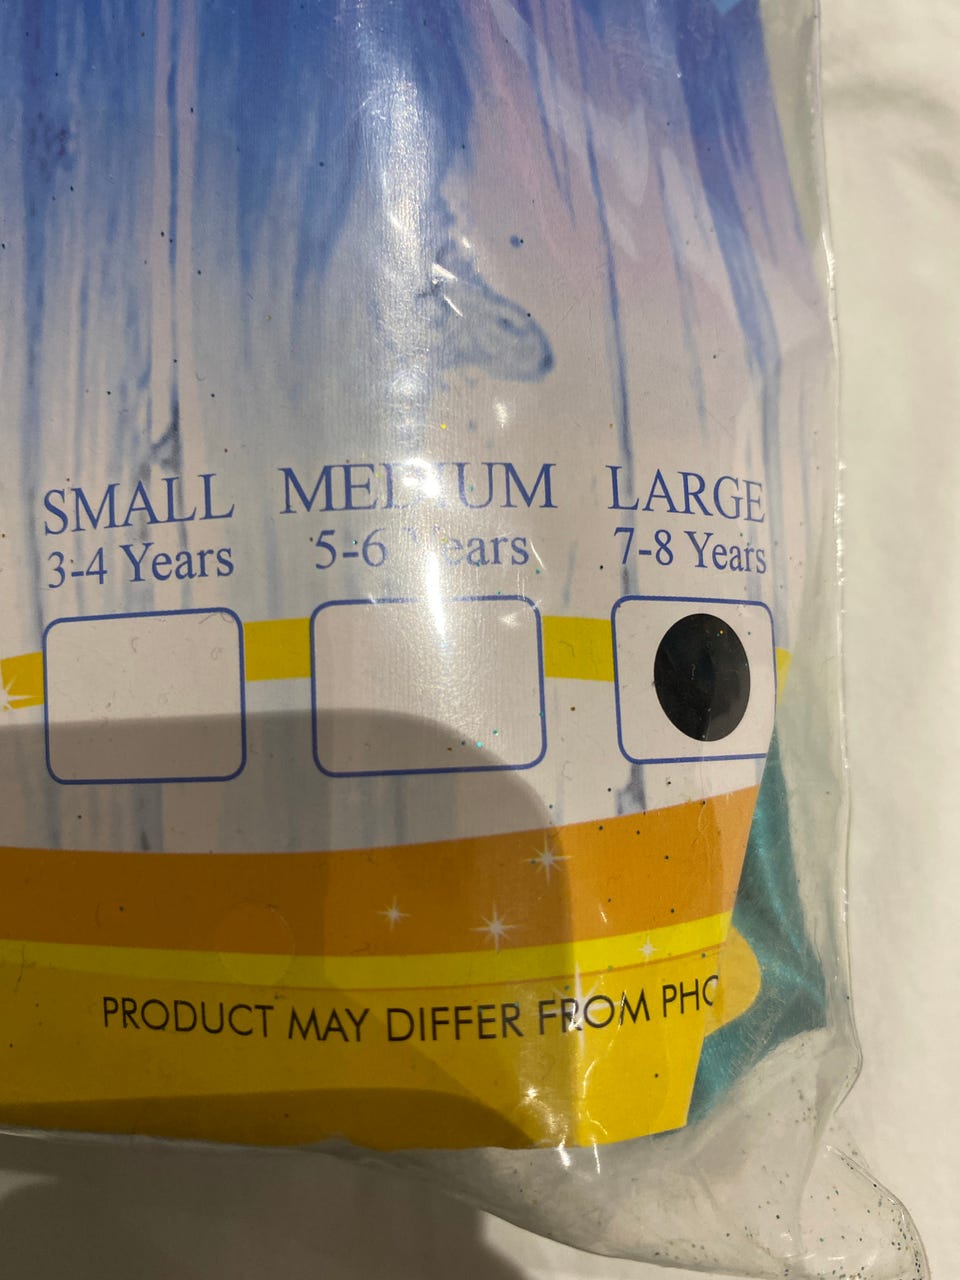 SMALL MEDIUM LARGE
3-4 Years 5-6 Years 7-8 Years
PRODUCT MAY DIFFER FROM PHO